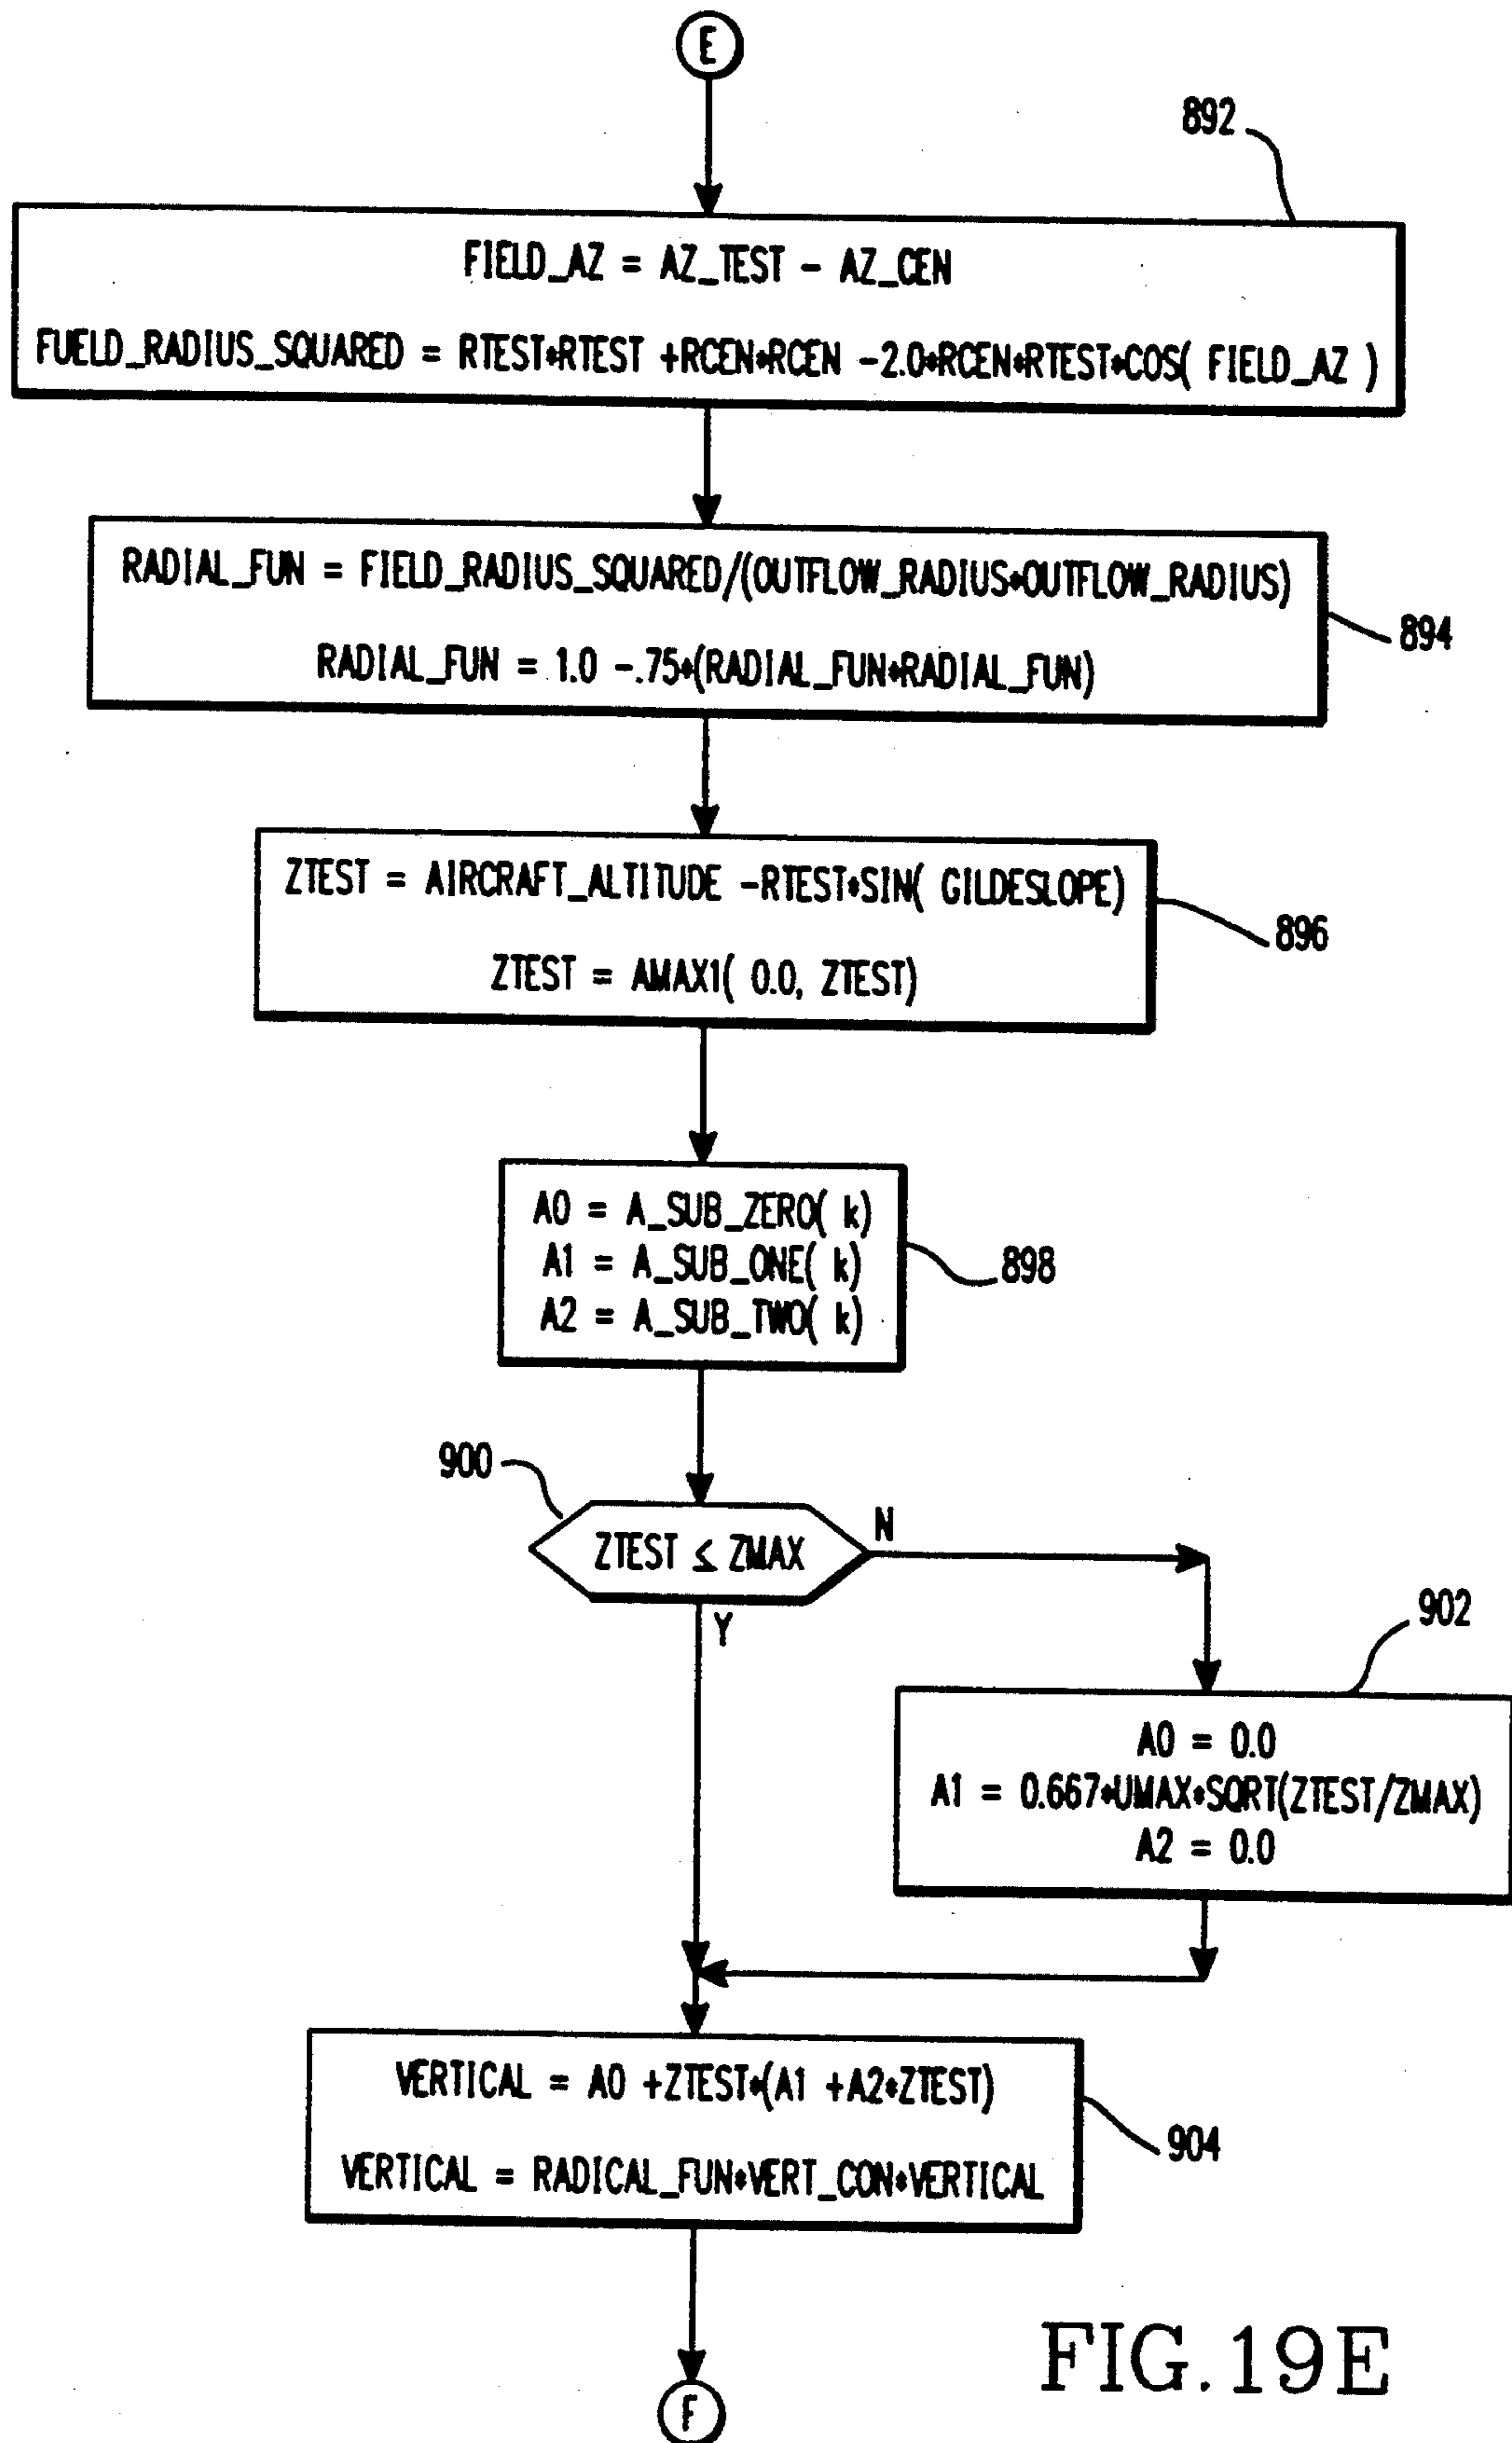 E
892
FIELD_AZ = AZ_TEST - AZ_CEN
FUELD_RADIUS_SQUARED = RTEST*RTEST +RCEN*RCEN -2.0*RCEN*RTEST*COS( FIELD_AZ )
RADIAL_FUN = FIELD_RADIUS_SQUARED/(OUTFLOW_RADIUS*OUTFLOW_RADIUS)
RADIAL_FUN = 1.0 -.75*(RADIAL_FUN*RADIAL_FUN)
894
ZTEST = AIRCRAFT_ALTITUDE -RTEST*SIN( GILDESLOPE)
ZTEST = AMAX1( 0.0, ZTEST)
896
A0 = A_SUB_ZERO( k)
A1 = A_SUB_ONE( k)
A2 = A_SUB_TWO( k)
898
900
ZTEST ≤ ZMAX
N
Y
902
A0 = 0.0
A1 = 0.667*UMAX*SQRT(ZTEST/ZMAX)
A2 = 0.0
VERTICAL = A0 +ZTEST*(A1 +A2*ZTEST)
VERTICAL = RADICAL_FUN*VERT_CON*VERTICAL
904
F
FIG.19E